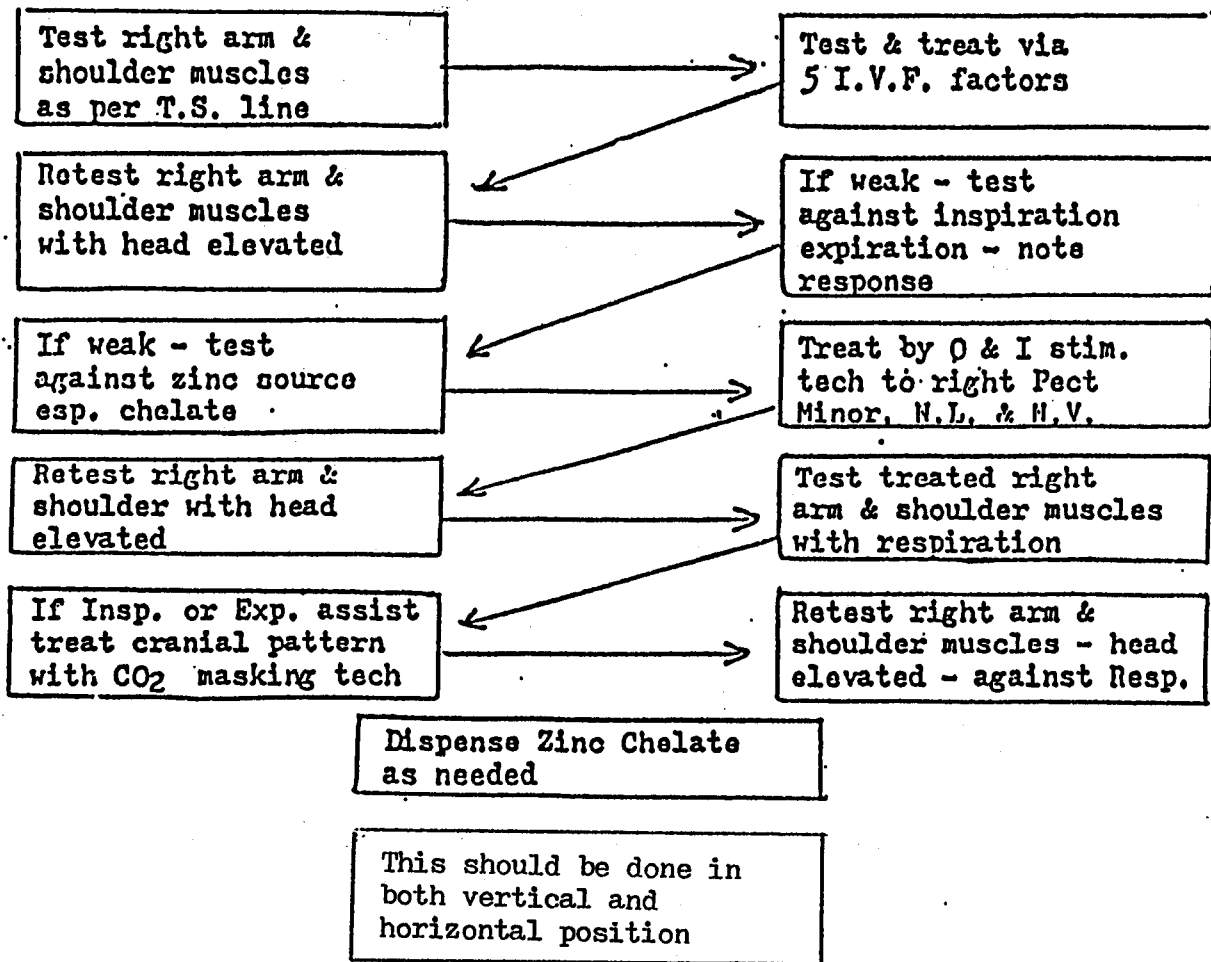 Test right arm &
shoulder muscles
as per T.S. line
Test & treat via
5 I.V.F. factors
Retest right arm &
shoulder muscles
with head elevated
If weak - test
against inspiration
expiration - note
response
If weak - test
against zinc source
esp. chelate
Treat by O & I stim.
tech to right Pect
Minor, N.L. & N.V.
Retest right arm &
shoulder with head
elevated
Test treated right
arm & shoulder muscles
with respiration
If Insp. or Exp. assist
treat cranial pattern
with CO2 masking tech
Retest right arm &
shoulder muscles - head
elevated - against Resp.
Dispense Zinc Chelate
as needed
This should be done in
both vertical and
horizontal position